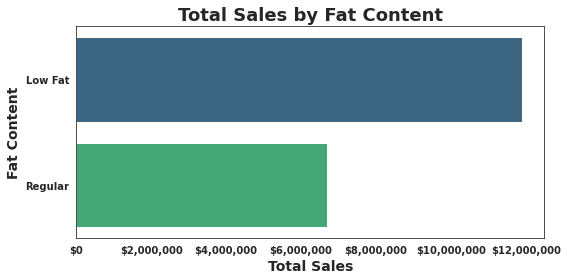 Total Sales by Fat Content
Fat Content
Low Fat
Regular
$0 $2,000,000 $4,000,000 $6,000,000 $8,000,000 $10,000,000 $12,000,000
Total Sales